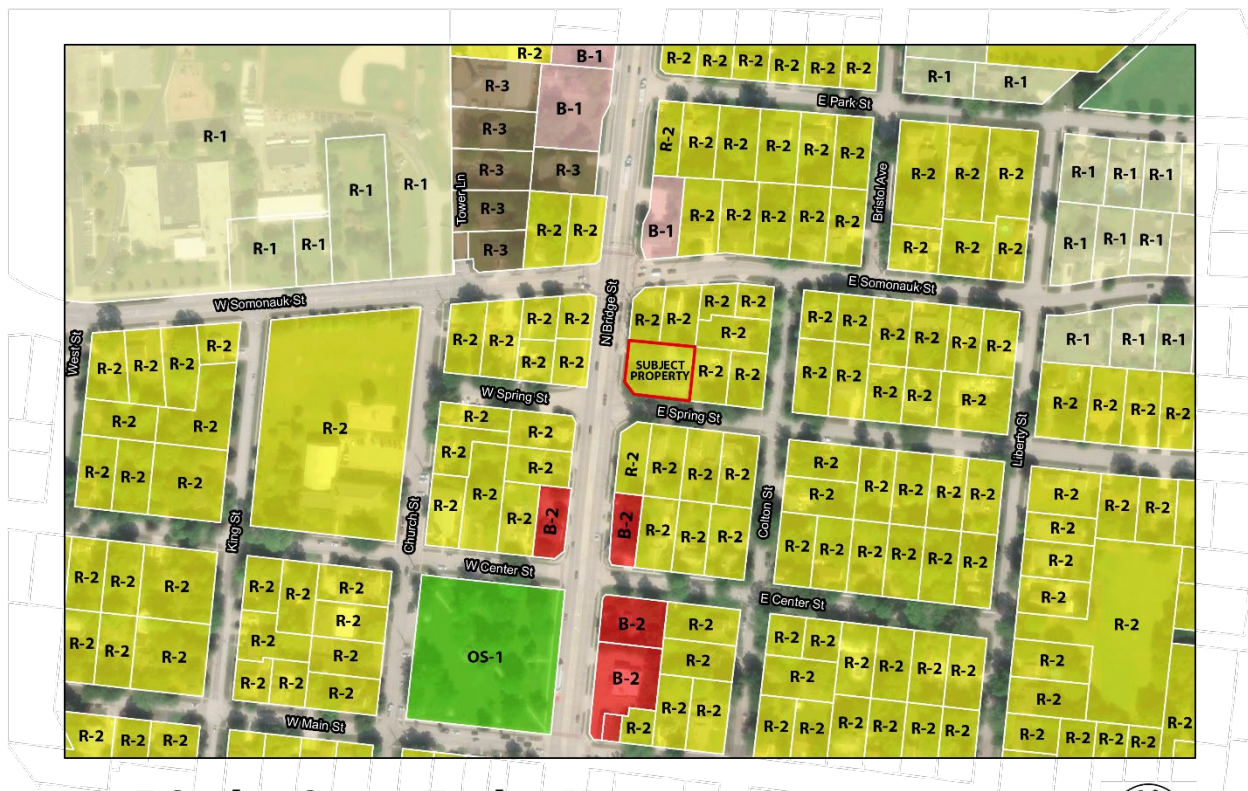 R-2 B-1
R-2 R-2 R-2 R-2 R-2 R-2
R-1 R-1
R-3 B-1
E Park St
R-1
R-3
R-2 R-2 R-2 R-2 R-2 R-2
R-2 R-2 R-2
R-1 R-1 R-1
R-3 R-3
R-1 R-1
Tower Ln
Bristol Ave
R-3 R-2 R-2
B-1 R-2 R-2 R-2 R-2 R-2
R-2 R-2 R-2
R-1 R-1 R-1
R-1 R-1
R-3
W Somonauk St
E Somonauk St
N Bridge St
R-2 R-2 R-2 R-2
R-2 R-2
R-2 R-2 R-2 R-2
R-2
R-2 R-2
R-2 R-2 R-2 R-2
R-1 R-1 R-1
West St
R-2 R-2 R-2 R-2
SUBJECT
PROPERTY
R-2 R-2
R-2 R-2 R-2 R-2 R-2
W Spring St
E Spring St
R-2 R-2 R-2 R-2
Liberty St
R-2 R-2
R-2
R-2 R-2
R-2 R-2 R-2 R-2
R-2 R-2
R-2 R-2 R-2 R-2
R-2 R-2
R-2 R-2 R-2
R-2 R-2 R-2
R-2 R-2 R-2
King St
Church St
R-2 R-2 R-2 B-2
B-2 R-2 R-2 R-2
Colton St
R-2 R-2 R-2 R-2 R-2 R-2
R-2
R-2
R-2
W Center St
E Center St
R-2 R-2 R-2
R-2 R-2 R-2
R-2
R-2
R-2
OS-1
B-2 R-2
R-2 R-2
R-2
R-2 R-2 R-2 R-2
R-2
R-2 R-2 R-2
R-2
R-2 R-2 R-2
B-2 R-2
R-2 R-2 R-2
R-2 R-2 R-2 R-2 R-2 R-2
R-2
R-2
W Main St
R-2 R-2 R-2
R-2 R-2 R-2 R-2
R-2